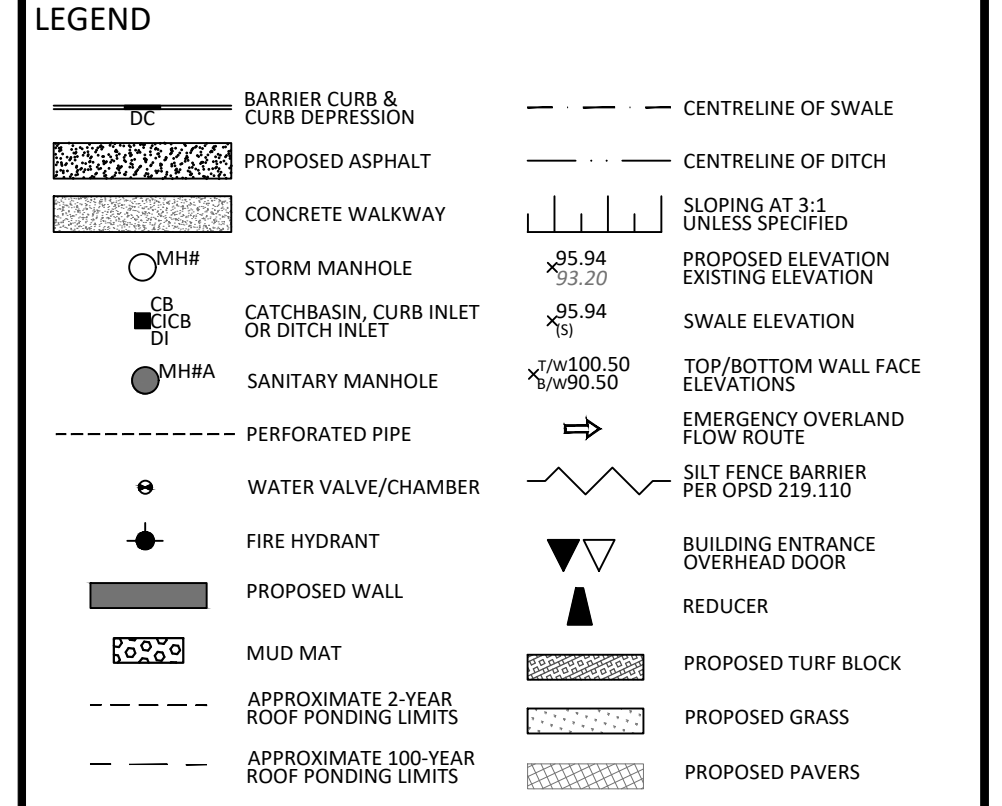 LEGEND
DC
BARRIER CURB &
CURB DEPRESSION
PROPOSED ASPHALT
CONCRETE WALKWAY
MH#
STORM MANHOLE
CB
CICB
DI
CATCHBASIN, CURB INLET
OR DITCH INLET
MH#A
SANITARY MANHOLE
PERFORATED PIPE
WATER VALVE/CHAMBER
FIRE HYDRANT
PROPOSED WALL
MUD MAT
APPROXIMATE 2-YEAR
ROOF PONDING LIMITS
APPROXIMATE 100-YEAR
ROOF PONDING LIMITS
CENTRELINE OF SWALE
CENTRELINE OF DITCH
SLOPING AT 3:1
UNLESS SPECIFIED
95.94
93.20
PROPOSED ELEVATION
EXISTING ELEVATION
95.94
(S)
SWALE ELEVATION
T/W100.50
B/W90.50
TOP/BOTTOM WALL FACE
ELEVATIONS
EMERGENCY OVERLAND
FLOW ROUTE
SILT FENCE BARRIER
PER OPSD 219.110
BUILDING ENTRANCE
OVERHEAD DOOR
REDUCER
PROPOSED TURF BLOCK
PROPOSED GRASS
PROPOSED PAVERS